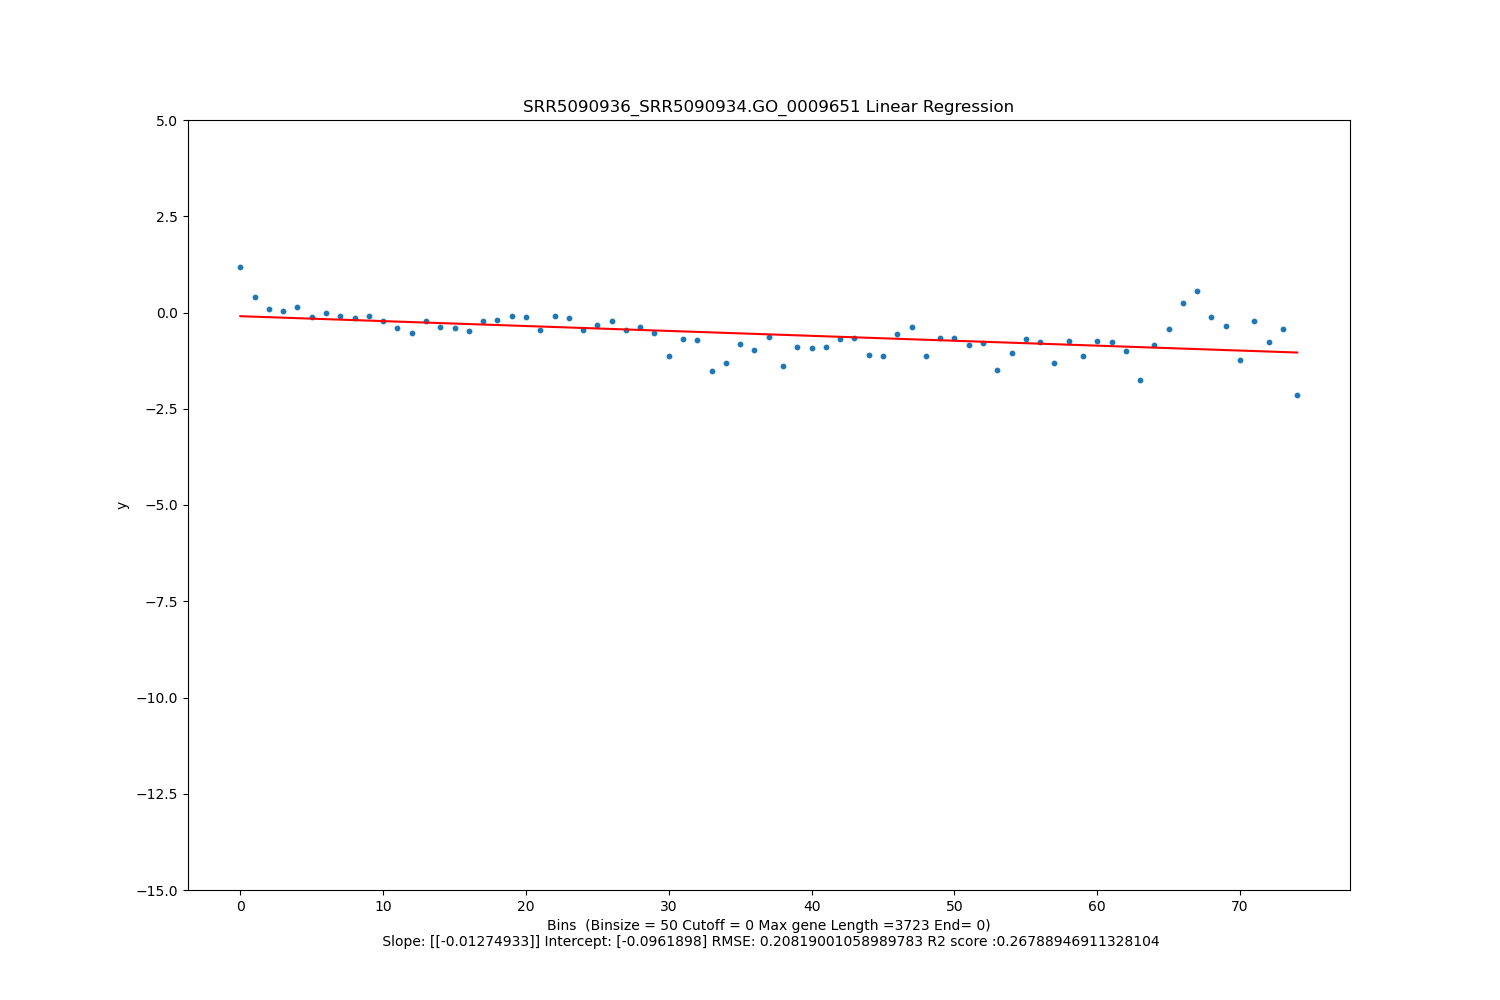 SRR5090936_SRR5090934.GO_0009651 Linear Regression
5.0
2.5
0.0
−2.5
−5.0
−7.5
−10.0
−12.5
−15.0
y
0 10 20 30 40 50 60 70
Bins  (Binsize = 50 Cutoff = 0 Max gene Length =3723 End= 0)
Slope: [[-0.01274933]] Intercept: [-0.0961898] RMSE: 0.20819001058989783 R2 score :0.26788946911328104